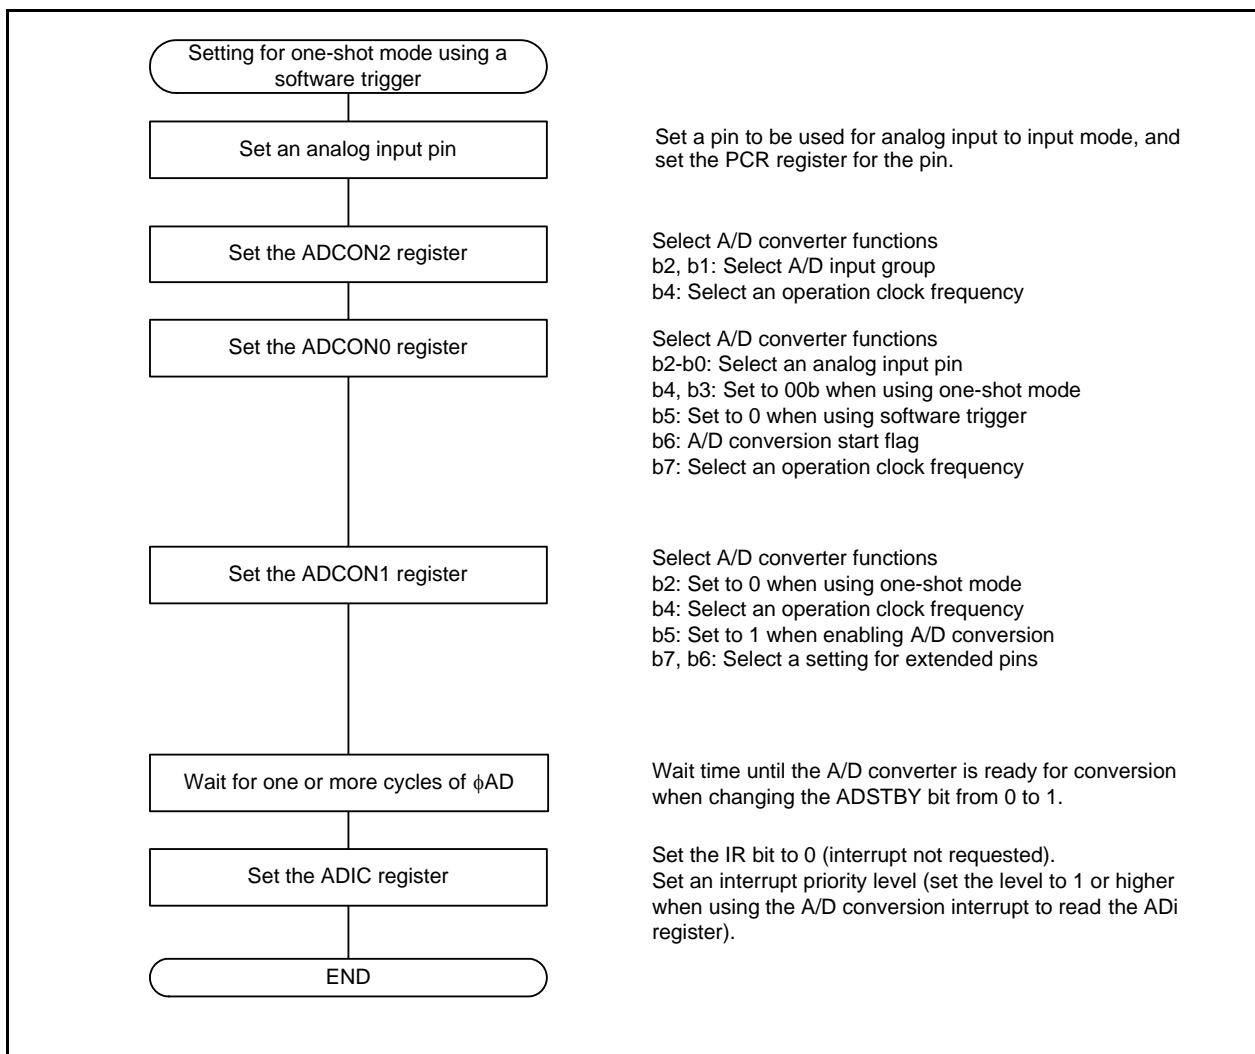 Setting for one-shot mode using a
software trigger
Set an analog input pin
Set a pin to be used for analog input to input mode, and
set the PCR register for the pin.
Set the ADCON2 register
Select A/D converter functions
b2, b1: Select A/D input group
b4: Select an operation clock frequency
Set the ADCON0 register
Select A/D converter functions
b2-b0: Select an analog input pin
b4, b3: Set to 00b when using one-shot mode
b5: Set to 0 when using software trigger
b6: A/D conversion start flag
b7: Select an operation clock frequency
Set the ADCON1 register
Select A/D converter functions
b2: Set to 0 when using one-shot mode
b4: Select an operation clock frequency
b5: Set to 1 when enabling A/D conversion
b7, b6: Select a setting for extended pins
Wait for one or more cycles of ϕAD
Wait time until the A/D converter is ready for conversion
when changing the ADSTBY bit from 0 to 1.
Set the ADIC register
Set the IR bit to 0 (interrupt not requested).
Set an interrupt priority level (set the level to 1 or higher
when using the A/D conversion interrupt to read the ADi
register).
END